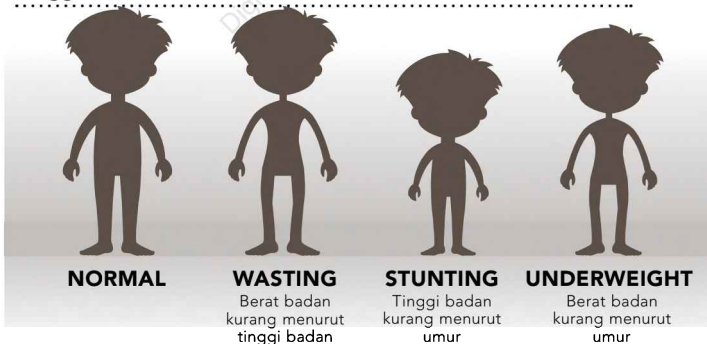 NORMAL
WASTING
Berat badan
kurang menurut
tinggi badan
STUNTING
Tinggi badan
kurang menurut
umur
UNDERWEIGHT
Berat badan
kurang menurut
umur